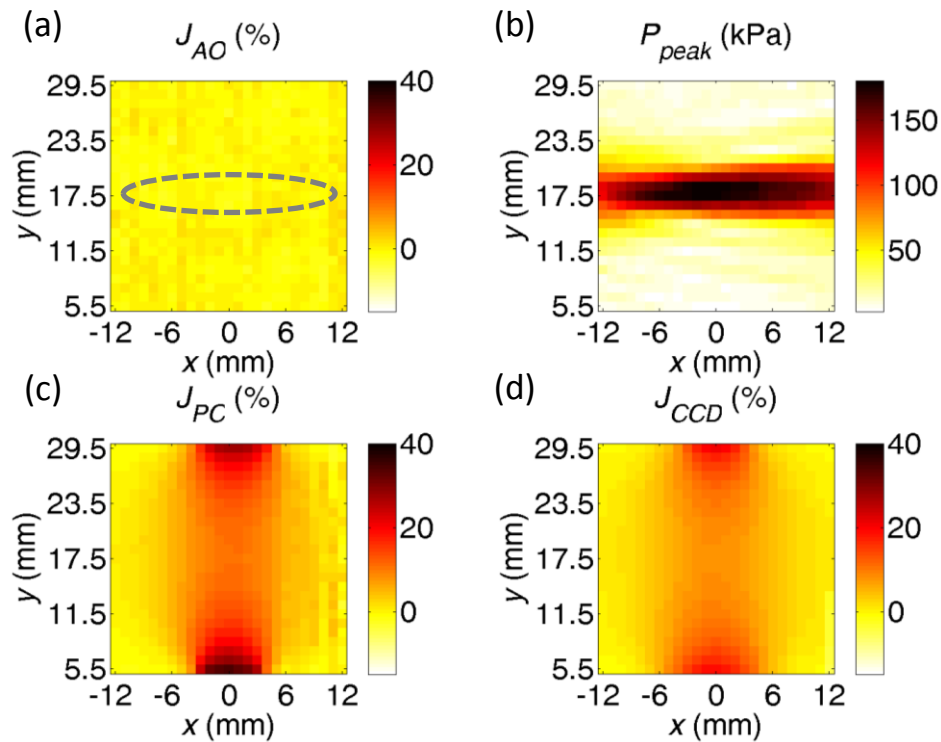 (a)
J_AO (%)
29.5
23.5
17.5
11.5
5.5
y (mm)
-12 -6 0 6 12
x (mm)
40
20
0
(b)
P_peak (kPa)
29.5
23.5
17.5
11.5
5.5
y (mm)
-12 -6 0 6 12
x (mm)
150
100
50
(c)
J_PC (%)
29.5
23.5
17.5
11.5
5.5
y (mm)
-12 -6 0 6 12
x (mm)
40
20
0
(d)
J_CCD (%)
29.5
23.5
17.5
11.5
5.5
y (mm)
-12 -6 0 6 12
x (mm)
40
20
0